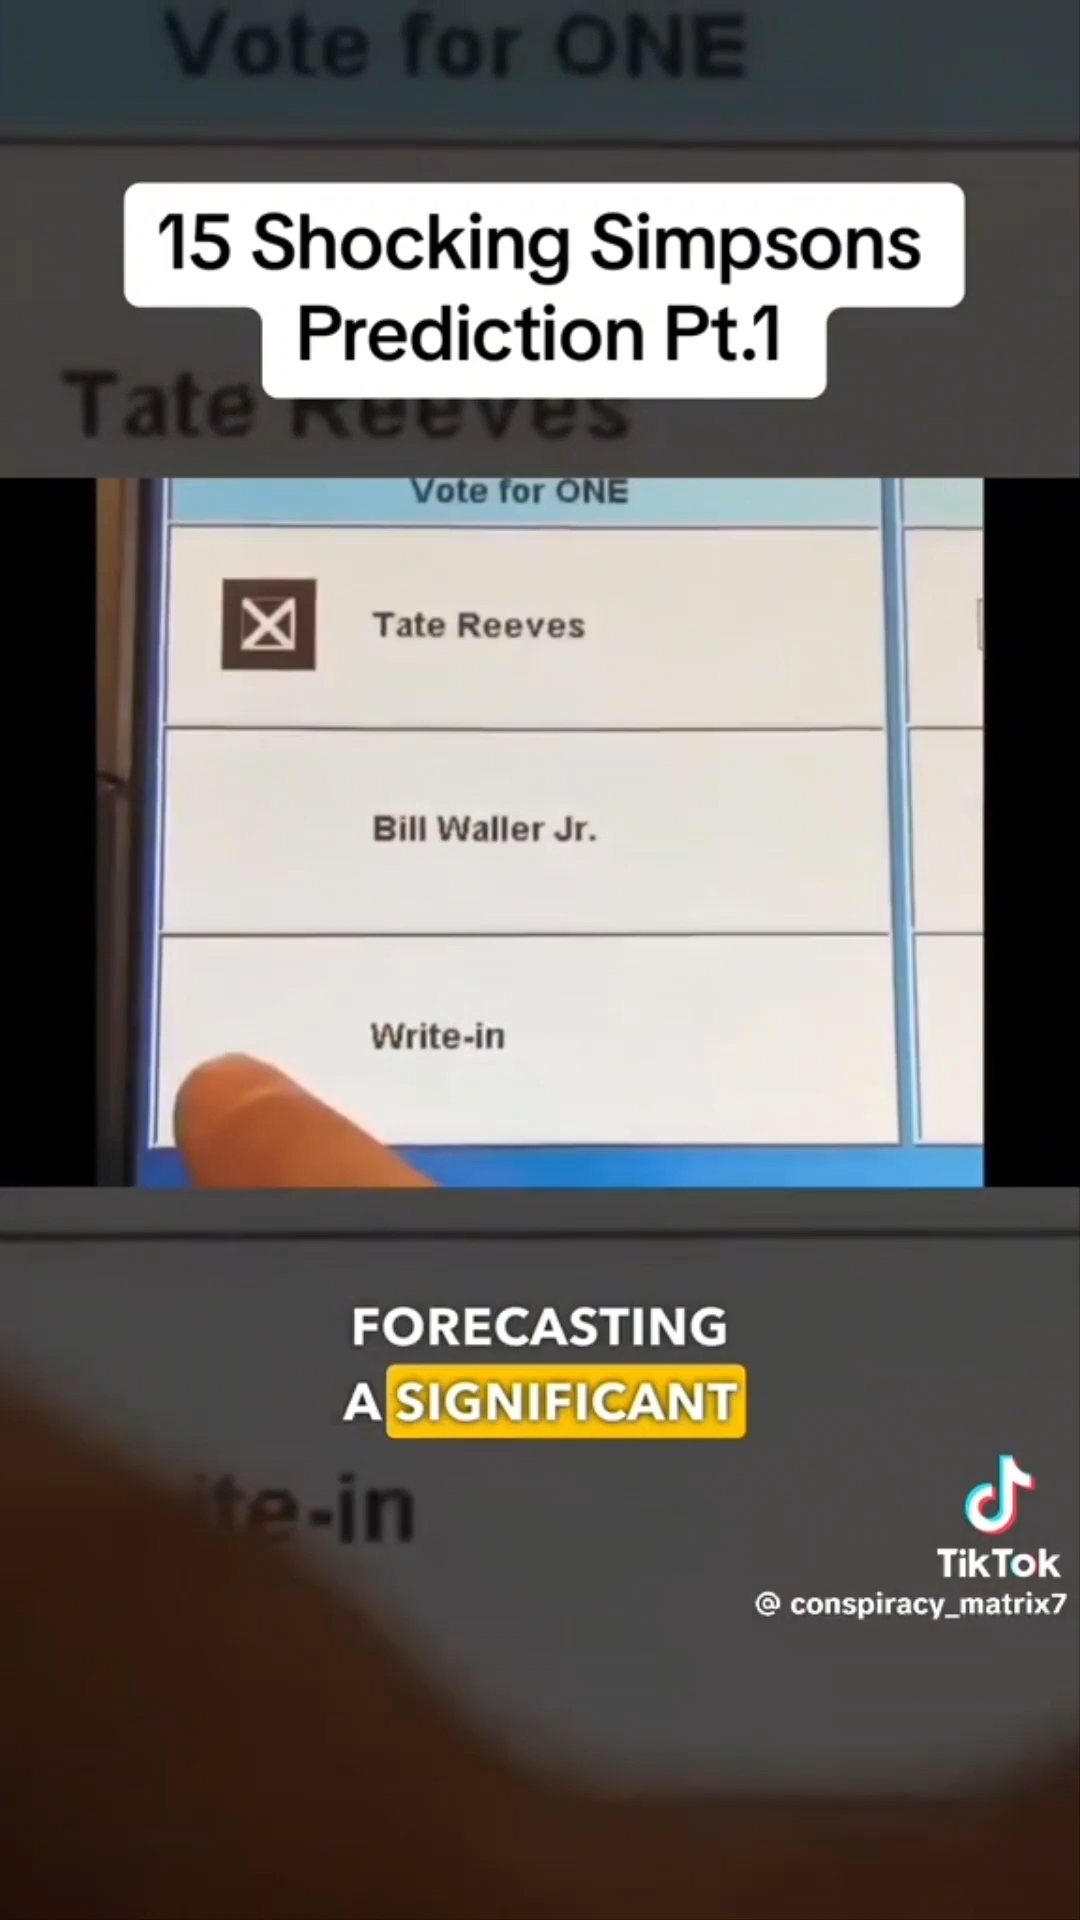 Vote for ONE
15 Shocking Simpsons
Prediction Pt.1
Tate Reeves
Vote for ONE
Tate Reeves
Bill Waller Jr.
Write-in
FORECASTING
A SIGNIFICANT
ite-in
TikTok
@ conspiracy_matrix7